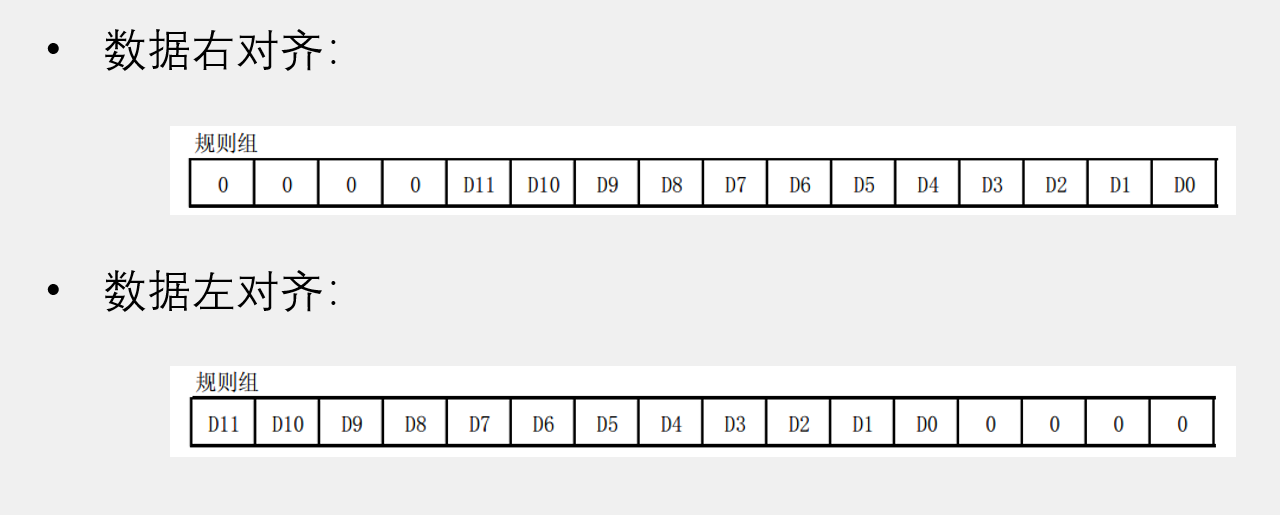 • 数据右对齐：
规则组
0 0 0 0 D11 D10 D9 D8 D7 D6 D5 D4 D3 D2 D1 D0
• 数据左对齐：
规则组
D11 D10 D9 D8 D7 D6 D5 D4 D3 D2 D1 D0 0 0 0 0